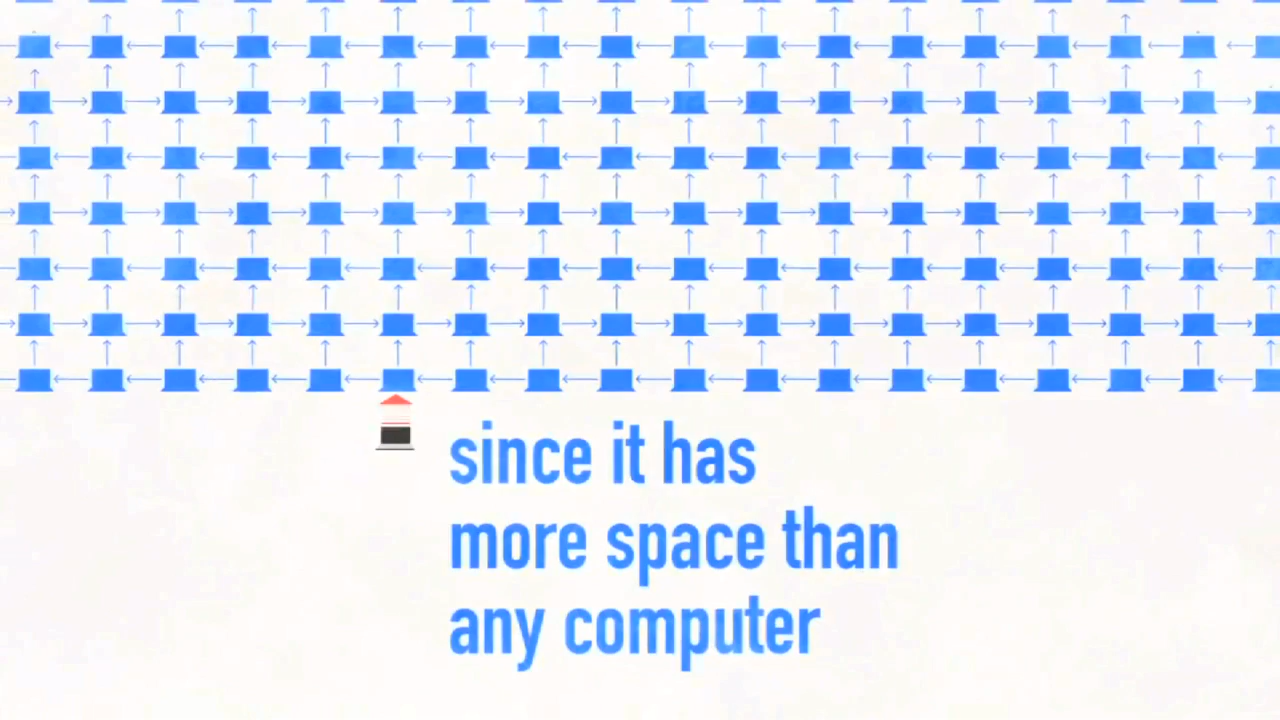 since it has
more space than
any computer